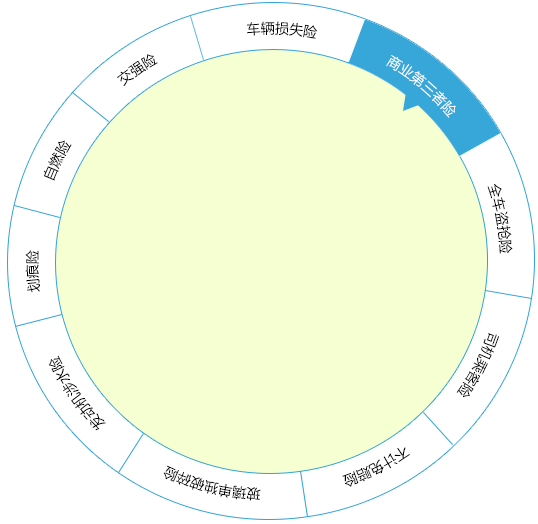 车辆损失险
商业第三者险
全车盗抢险
司机乘客险
不计免赔险
玻璃单独破碎险
发动机涉水险
划痕险
自燃险
交强险